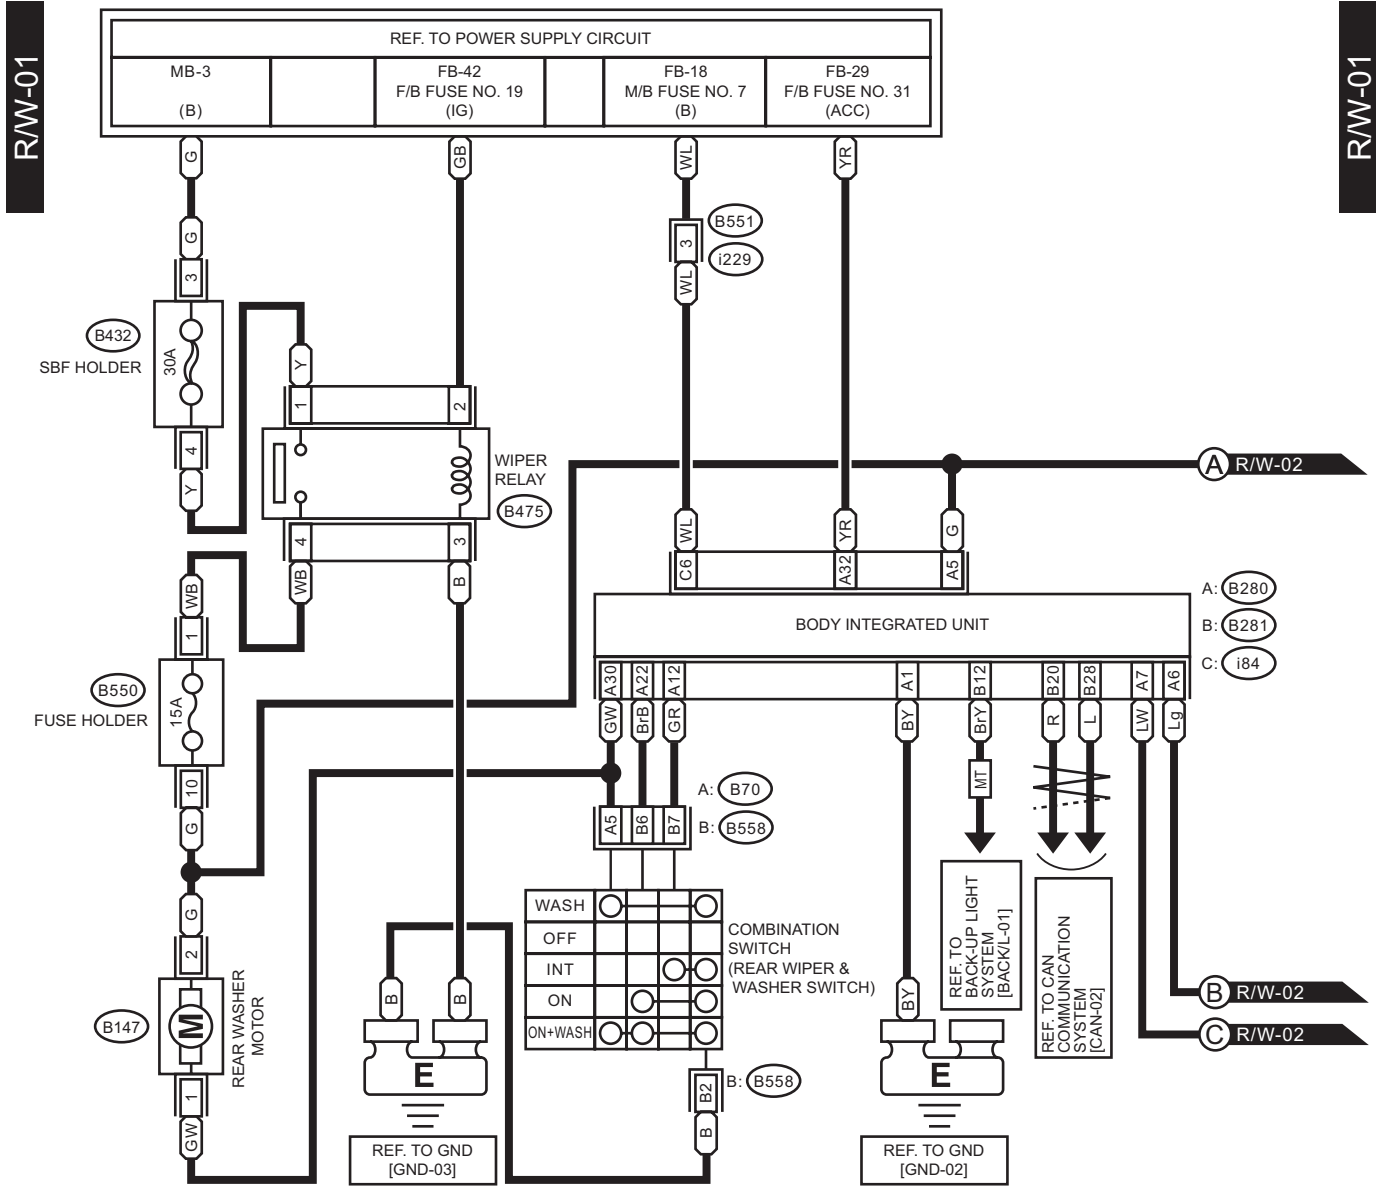 R/W-01
R/W-01
REF. TO POWER SUPPLY CIRCUIT
MB-3
(B)
FB-42
F/B FUSE NO. 19
(IG)
FB-18
M/B FUSE NO. 7
(B)
FB-29
F/B FUSE NO. 31
(ACC)
G
GB
WL
YR
G
3
B551
i229
3
WL
B432
SBF HOLDER
30A
4
Y
Y
1
2
WIPER
RELAY
B475
4
3
WB
B
A R/W-02
WL
YR
G
C6
A32
A5
BODY INTEGRATED UNIT
A: B280
B: B281
C: i84
WB
1
B550
FUSE HOLDER
15A
10
G
A30
A22
A12
A1
B12
B20
B28
A7
A6
GW
BrB
GR
BY
BrY
R
L
LW
Lg
MT
A: B70
B: B558
A5
B6
B7
G
2
B147
M
REAR WASHER
MOTOR
1
GW
WASH
OFF
INT
ON
ON+WASH
COMBINATION
SWITCH
(REAR WIPER &
WASHER SWITCH)
B: B558
B2
B
B
B
E
REF. TO GND
[GND-03]
BY
E
REF. TO GND
[GND-02]
REF. TO
BACK-UP LIGHT
SYSTEM
[BACK/L-01]
REF. TO CAN
COMMUNICATION
SYSTEM
[CAN-02]
B R/W-02
C R/W-02